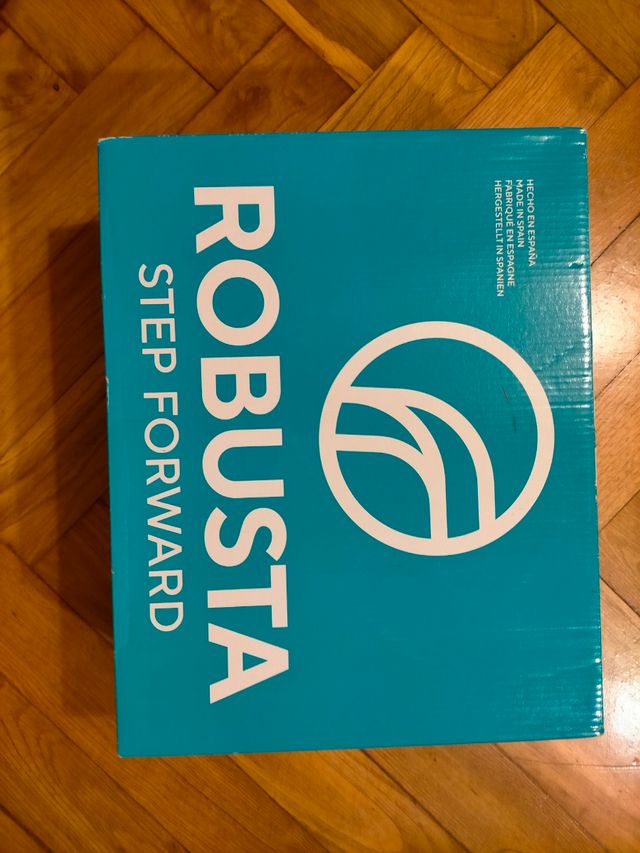 HECHO EN ESPAÑA
MADE IN SPAIN
FABRIQUÉ EN ESPAGNE
HERGESTELLT IN SPANIEN
ROBUSTA
STEP FORWARD